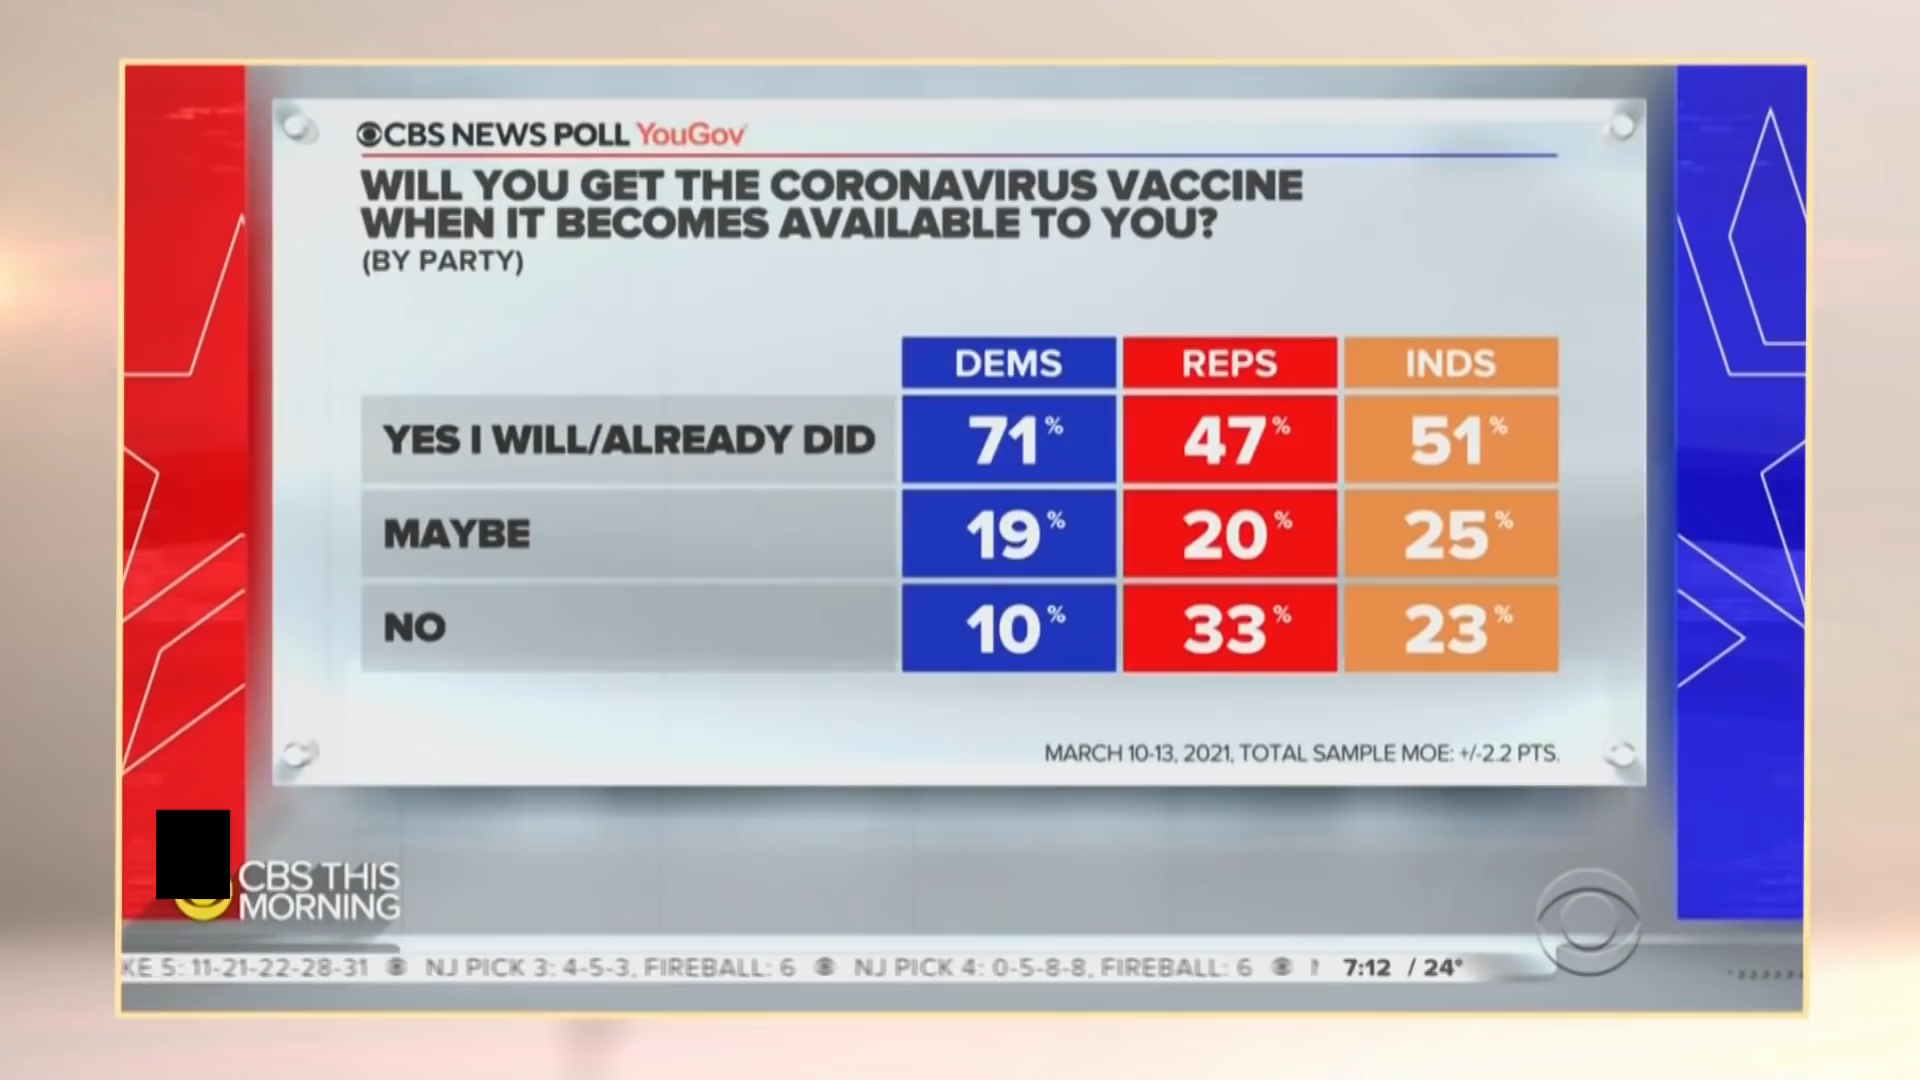 CBS NEWS POLL YouGov
WILL YOU GET THE CORONAVIRUS VACCINE
WHEN IT BECOMES AVAILABLE TO YOU?
(BY PARTY)
DEMS REPS INDS
YES I WILL/ALREADY DID 71% 47% 51%
MAYBE 19% 20% 25%
NO 10% 33% 23%
MARCH 10-13, 2021, TOTAL SAMPLE MOE: +/-2.2 PTS.
CBS THIS
MORNING
KE 5: 11-21-22-28-31 NJ PICK 3: 4-5-3, FIREBALL: 6 NJ PICK 4: 0-5-8-8, FIREBALL: 6 7:12 / 24°